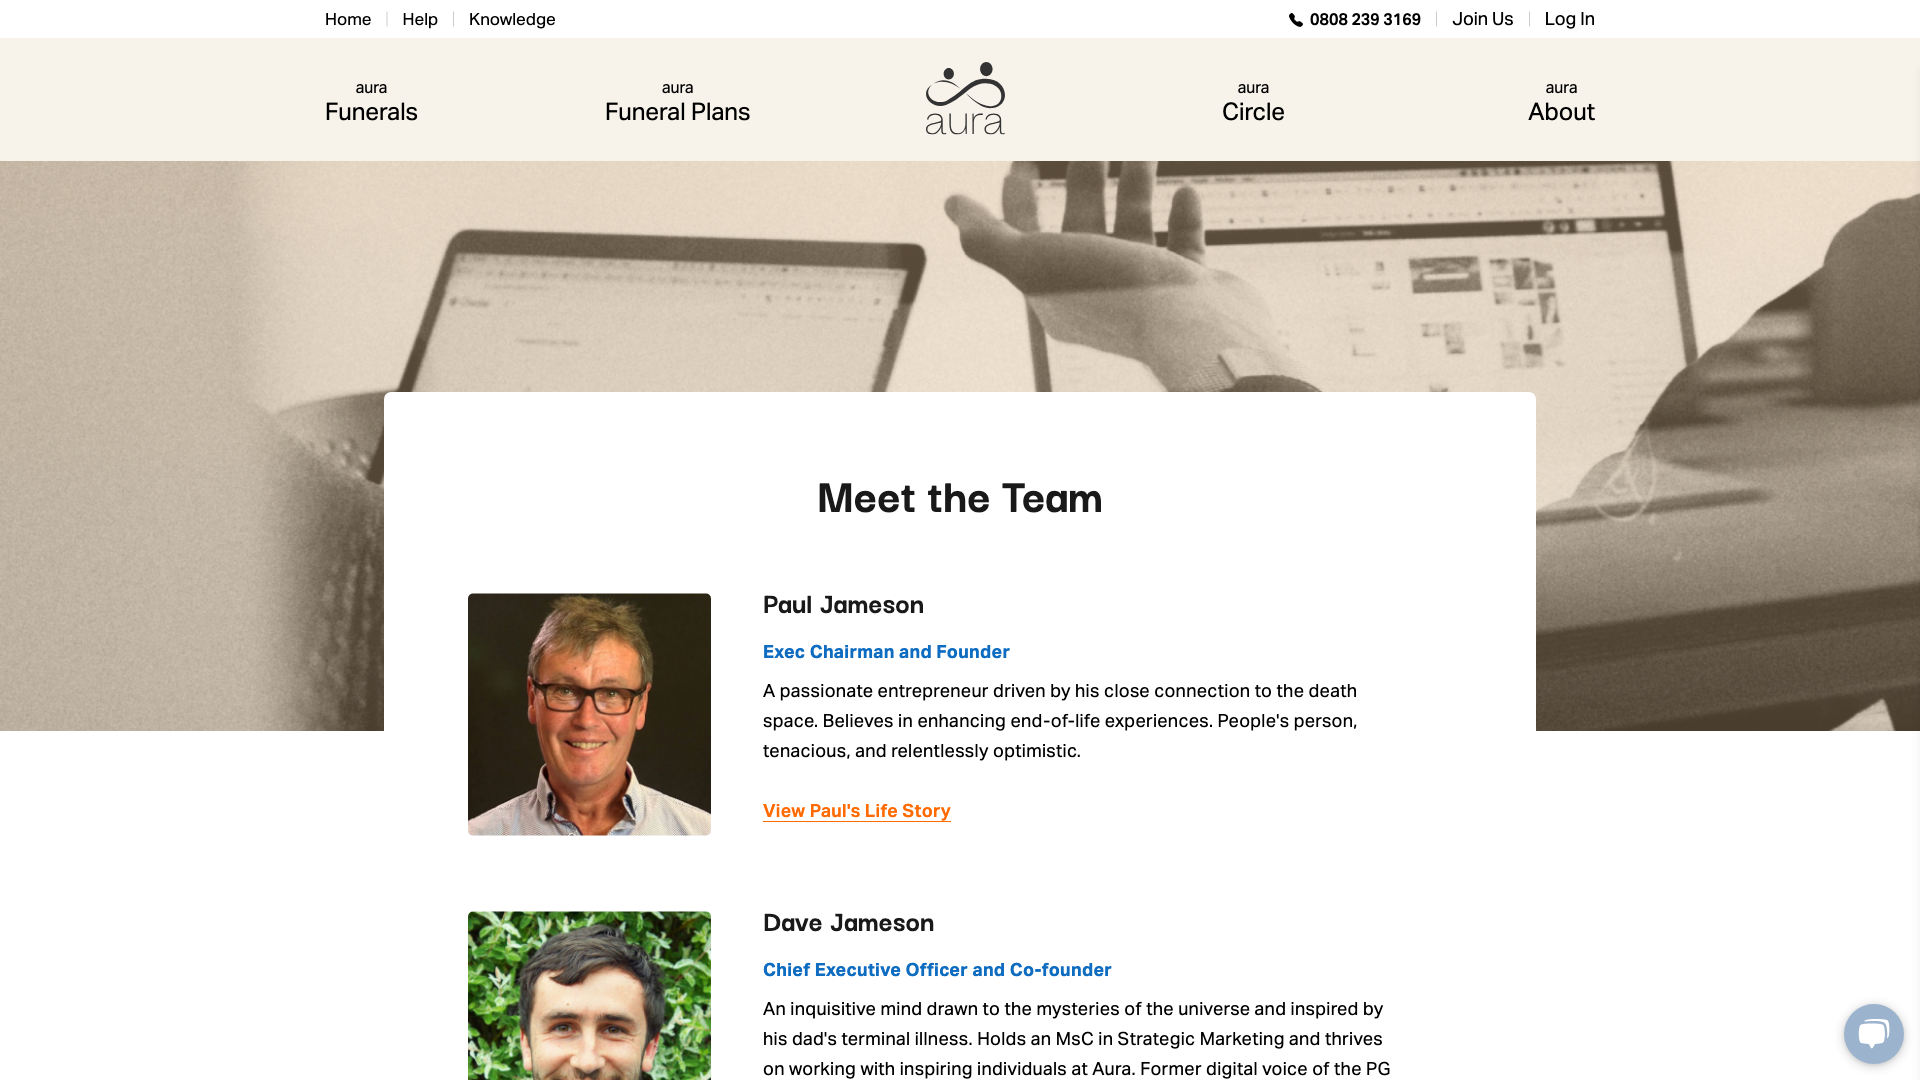 Home
Help
Knowledge
0808 239 3169
Join Us
Log In
aura
Funerals
aura
Funeral Plans
aura
aura
Circle
aura
About
Meet the Team
Paul Jameson
Exec Chairman and Founder
A passionate entrepreneur driven by his close connection to the death
space. Believes in enhancing end-of-life experiences. People's person,
tenacious, and relentlessly optimistic.
View Paul's Life Story
Dave Jameson
Chief Executive Officer and Co-founder
An inquisitive mind drawn to the mysteries of the universe and inspired by
his dad's terminal illness. Holds an MsC in Strategic Marketing and thrives
on working with inspiring individuals at Aura. Former digital voice of the PG